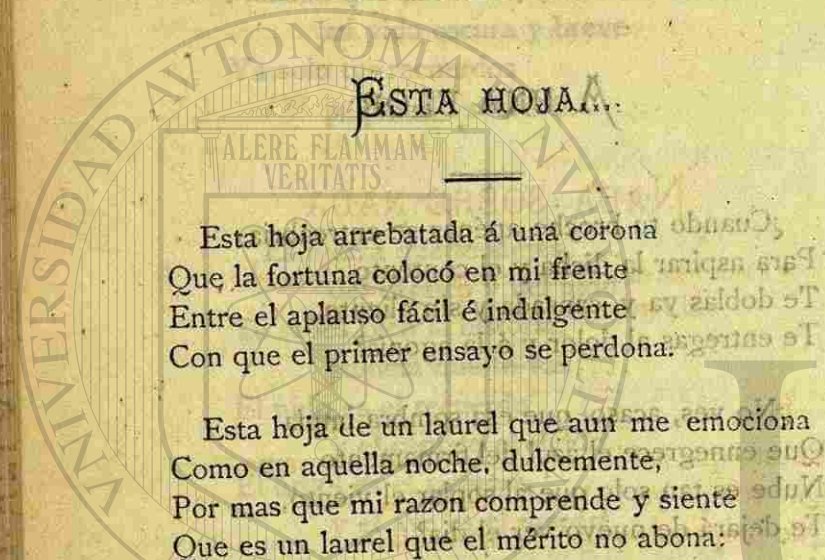 ESTA HOJA....
Esta hoja arrebatada á una corona
Que la fortuna colocó en mi frente
Entre el aplauso fácil é indulgente
Con que el primer ensayo se perdona.
Esta hoja de un laurel que aun me emociona
Como en aquella noche, dulcemente,
Por mas que mi razon comprende y siente
Que es un laurel que el mérito no abona:
ALERE FLAMMAM
VERITATIS